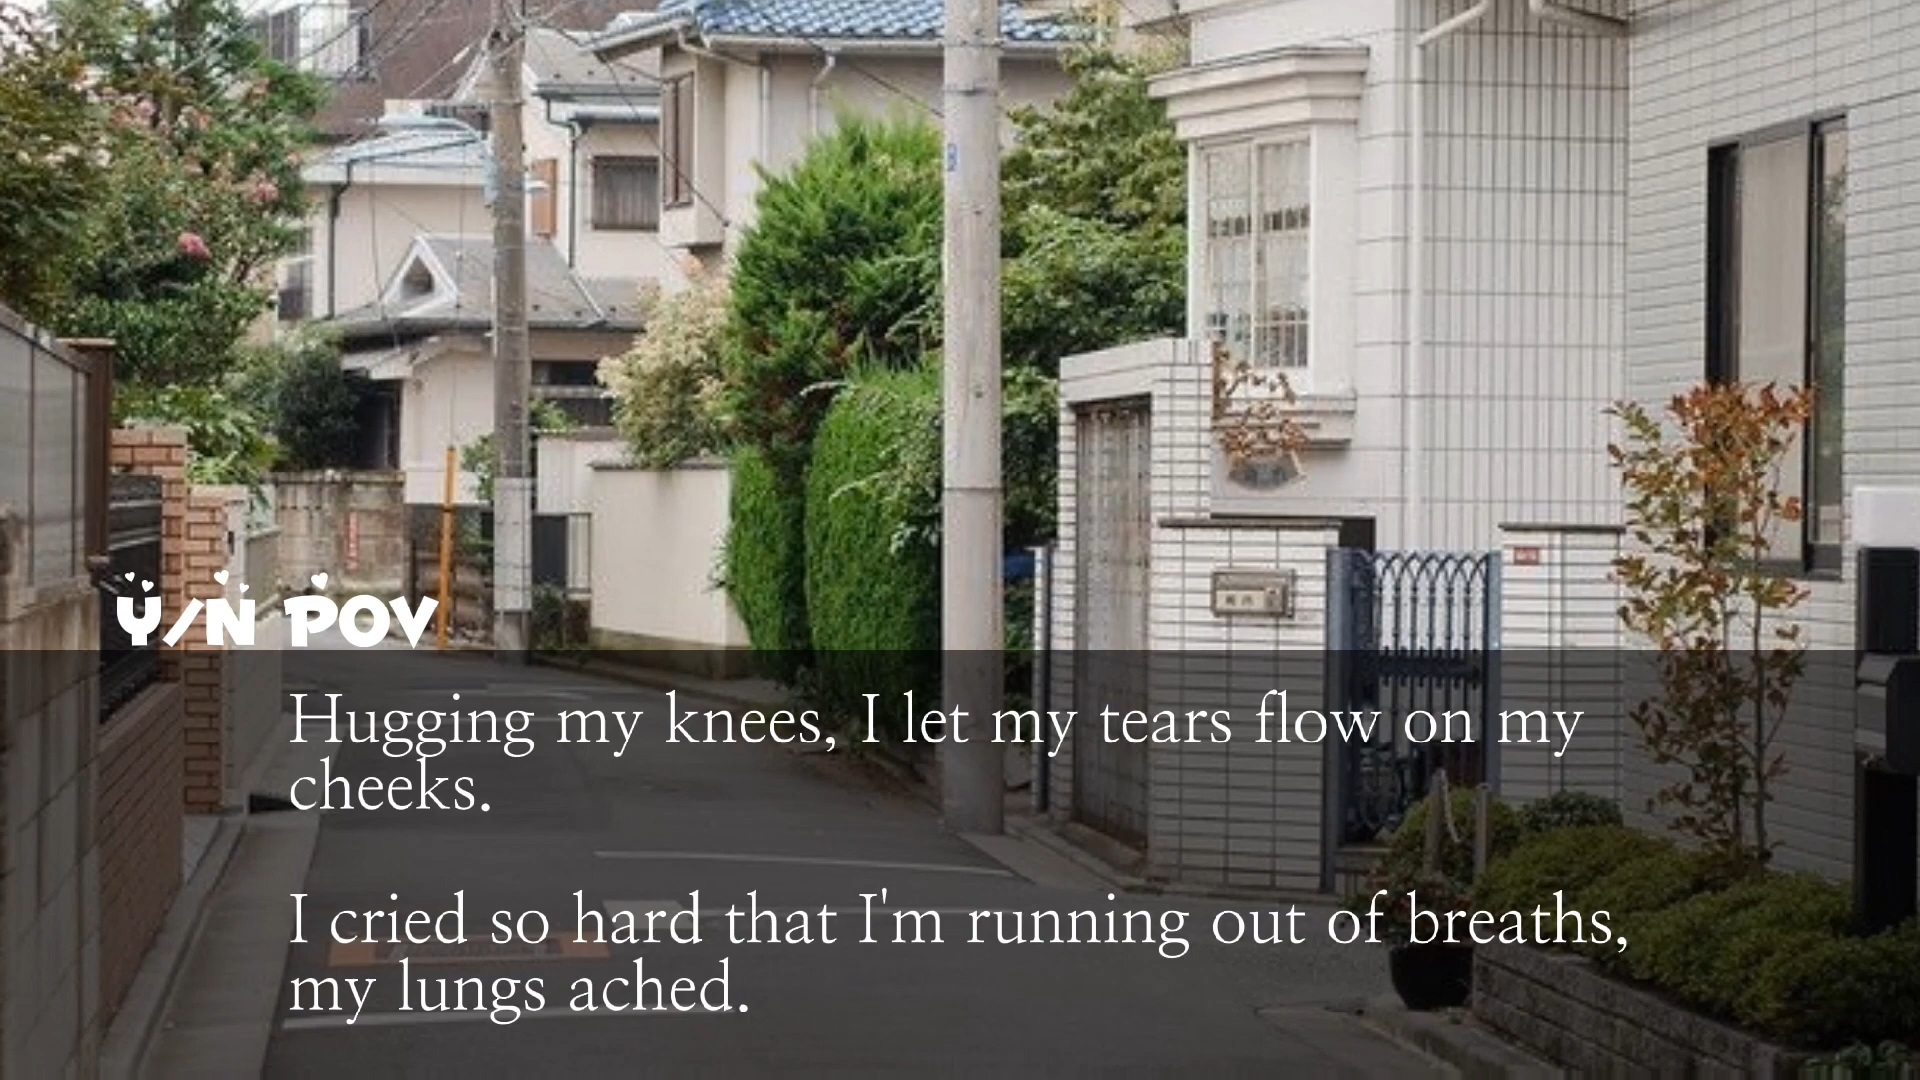 Y/N POV
Hugging my knees, I let my tears flow on my
cheeks.
I cried so hard that I'm running out of breaths,
my lungs ached.